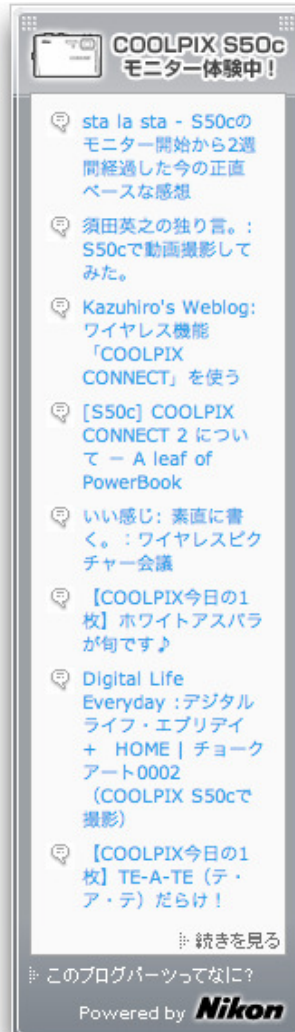 COOLPIX S50c
モニター体験中！
sta la sta - S50cの
モニター開始から2週
間経過した今の正直
ベースな感想
須田英之の独り言。:
S50cで動画撮影して
みた。
Kazuhiro's Weblog:
ワイヤレス機能
「COOLPIX
CONNECT」を使う
[S50c] COOLPIX
CONNECT 2 につい
て － A leaf of
PowerBook
いい感じ: 素直に書
く。：ワイヤレスピク
チャー会議
【COOLPIX今日の1
枚】ホワイトアスパラ
が旬です♪
Digital Life
Everyday :デジタル
ライフ・エブリデイ
+ HOME | チョーク
アート0002
（COOLPIX S50cで
撮影）
【COOLPIX今日の1
枚】TE-A-TE（テ・
ア・テ）だらけ！
続きを見る
このブログパーツってなに?
Powered by Nikon